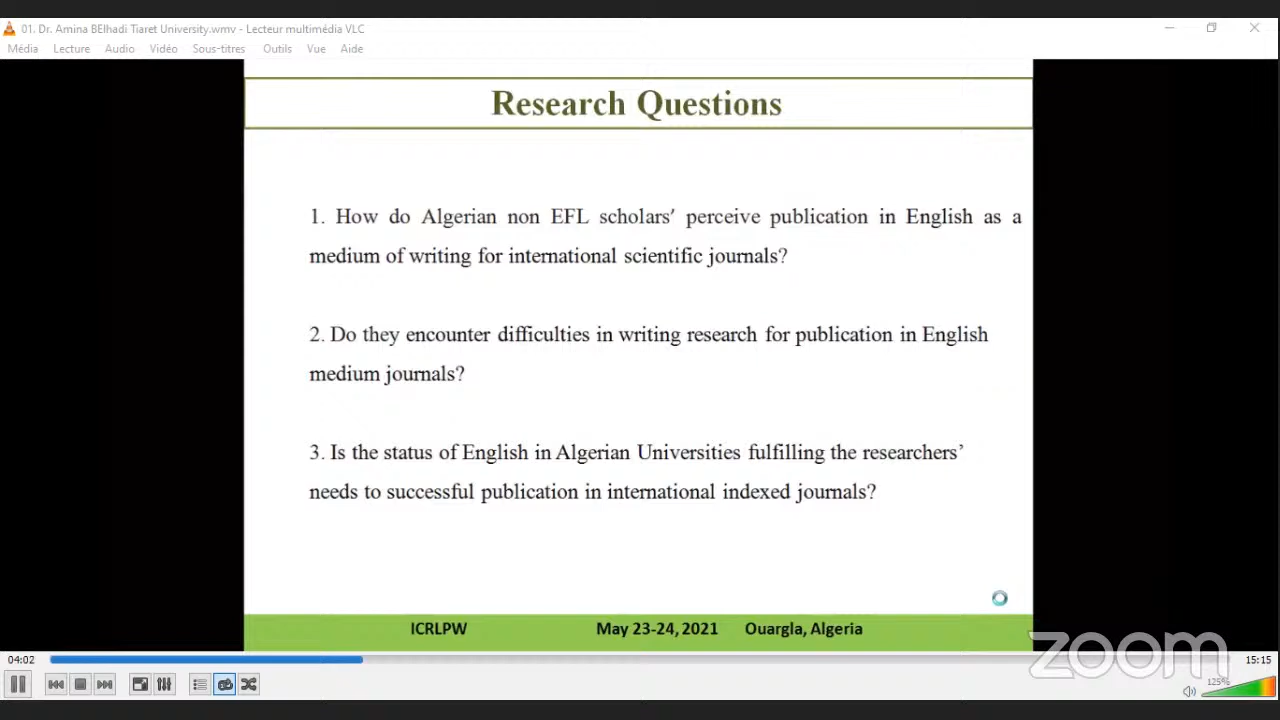 01. Dr. Amina BElhadi Tiaret University.wmv - Lecteur multimédia VLC
Média Lecture Audio Vidéo Sous-titres Outils Vue Aide
Research Questions
1. How do Algerian non EFL scholars’ perceive publication in English as a
medium of writing for international scientific journals?
2. Do they encounter difficulties in writing research for publication in English
medium journals?
3. Is the status of English in Algerian Universities fulfilling the researchers’
needs to successful publication in international indexed journals?
ICRLPW May 23-24, 2021 Ouargla, Algeria
zoom
04:02 15:15
125%